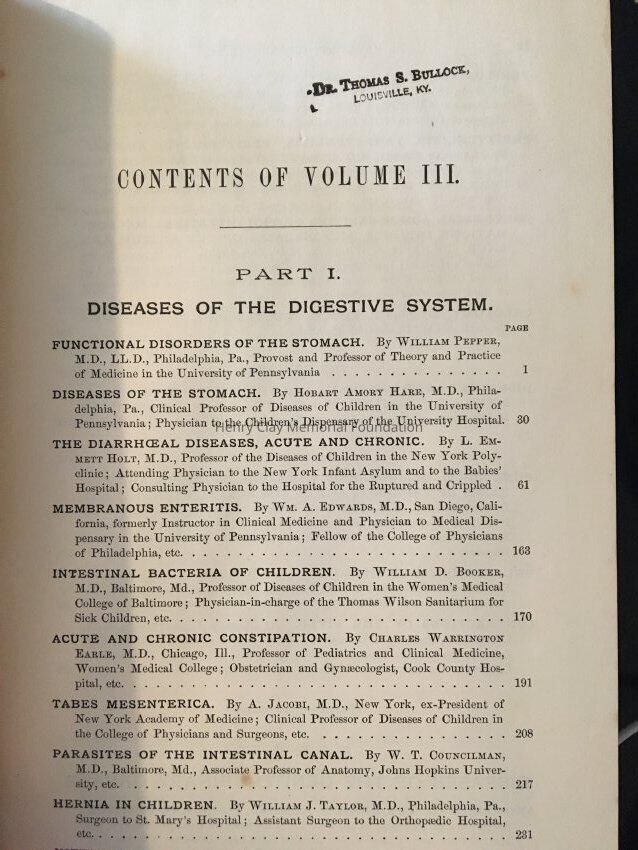 Dr. Thomas S. Bullock,
LOUISVILLE, KY.
CONTENTS OF VOLUME III.
PART I.
DISEASES OF THE DIGESTIVE SYSTEM.
PAGE
FUNCTIONAL DISORDERS OF THE STOMACH. By William Pepper,
M.D., LL.D., Philadelphia, Pa., Provost and Professor of Theory and Practice
of Medicine in the University of Pennsylvania . . . . . . . . . . . . . . . 1
DISEASES OF THE STOMACH. By Hobart Amory Hare, M.D., Phila-
delphia, Pa., Clinical Professor of Diseases of Children in the University of
Pennsylvania; Physician to the Children's Dispensary of the University Hospital. 30
Henry Clay Memorial Foundation
THE DIARRHŒAL DISEASES, ACUTE AND CHRONIC. By L. Em-
mett Holt, M.D., Professor of the Diseases of Children in the New York Poly-
clinic; Attending Physician to the New York Infant Asylum and to the Babies'
Hospital; Consulting Physician to the Hospital for the Ruptured and Crippled . 61
MEMBRANOUS ENTERITIS. By Wm. A. Edwards, M.D., San Diego, Cali-
fornia, formerly Instructor in Clinical Medicine and Physician to Medical Dis-
pensary in the University of Pennsylvania; Fellow of the College of Physicians
of Philadelphia, etc. . . . . . . . . . . . . . . . . . . . . . . . . . . . 163
INTESTINAL BACTERIA OF CHILDREN. By William D. Booker,
M.D., Baltimore, Md., Professor of Diseases of Children in the Women's Medical
College of Baltimore; Physician-in-charge of the Thomas Wilson Sanitarium for
Sick Children, etc. . . . . . . . . . . . . . . . . . . . . . . . . . . . . 170
ACUTE AND CHRONIC CONSTIPATION. By Charles Warrington
Earle, M.D., Chicago, Ill., Professor of Pediatrics and Clinical Medicine,
Women's Medical College; Obstetrician and Gynæcologist, Cook County Hos-
pital, etc. . . . . . . . . . . . . . . . . . . . . . . . . . . . . . . . . 191
TABES MESENTERICA. By A. Jacobi, M.D., New York, ex-President of
New York Academy of Medicine; Clinical Professor of Diseases of Children in
the College of Physicians and Surgeons, etc. . . . . . . . . . . . . . . . 208
PARASITES OF THE INTESTINAL CANAL. By W. T. Councilman,
M.D., Baltimore, Md., Associate Professor of Anatomy, Johns Hopkins Univer-
sity, etc. . . . . . . . . . . . . . . . . . . . . . . . . . . . . . . . . 217
HERNIA IN CHILDREN. By William J. Taylor, M.D., Philadelphia, Pa.,
Surgeon to St. Mary's Hospital; Assistant Surgeon to the Orthopædic Hospital,
etc. . . . . . . . . . . . . . . . . . . . . . . . . . . . . . . . . . . . 231